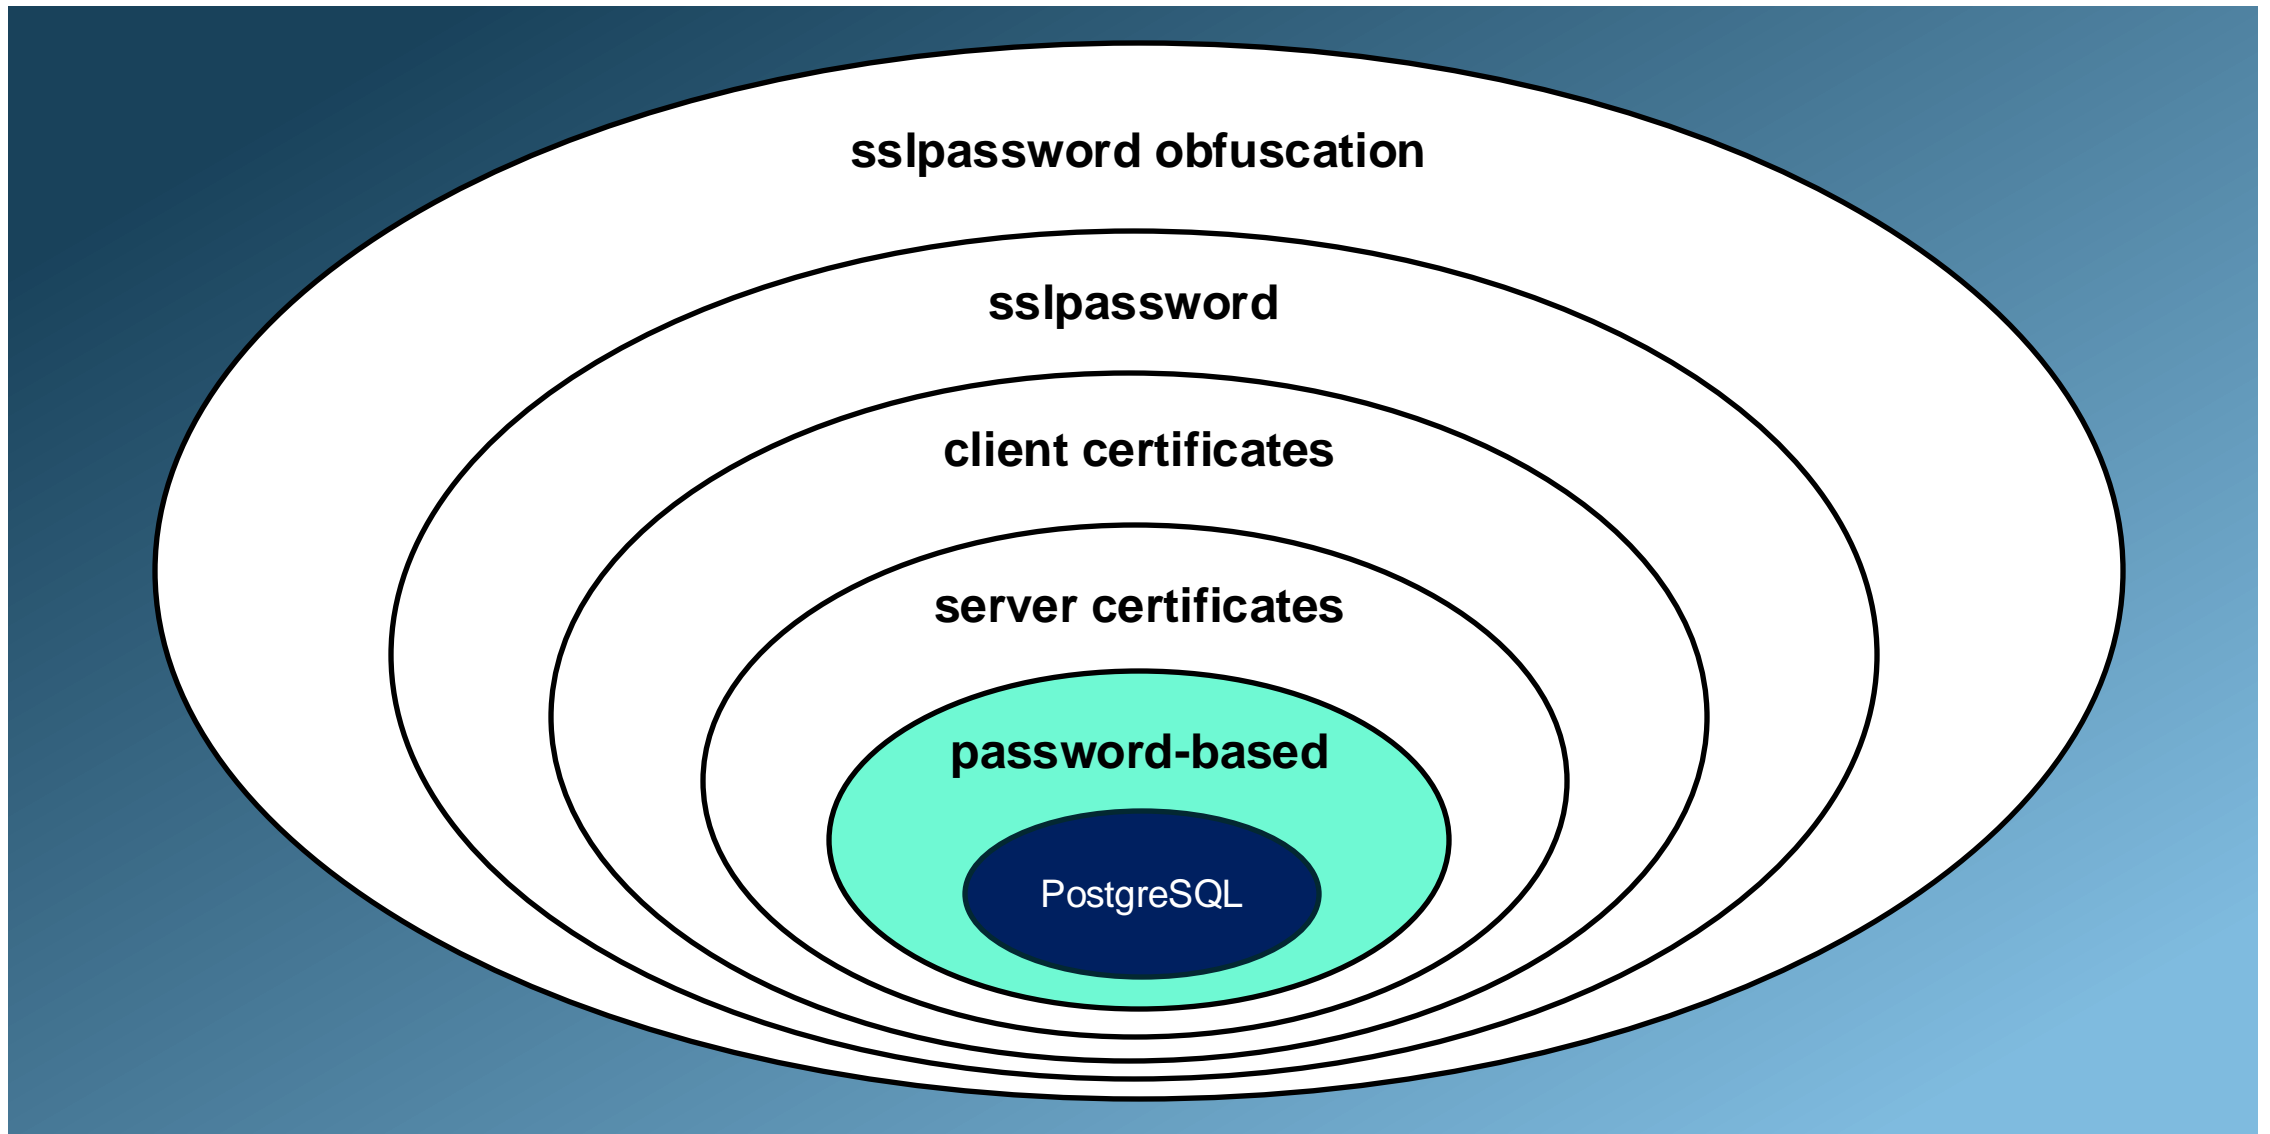 sslpassword obfuscation
sslpassword
client certificates
server certificates
password-based
PostgreSQL